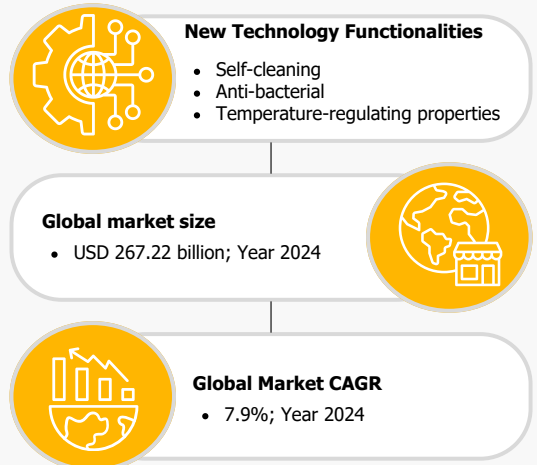 New Technology Functionalities
• Self-cleaning
• Anti-bacterial
• Temperature-regulating properties
Global market size
• USD 267.22 billion; Year 2024
Global Market CAGR
• 7.9%; Year 2024